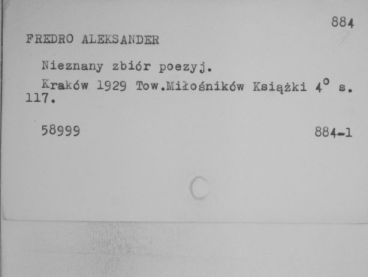 884
FREDRO ALEKSANDER
Nieznany zbiór poezyj.
Kraków 1929 Tow.Miłośników Książki 4° s.
117.
58999 884-1